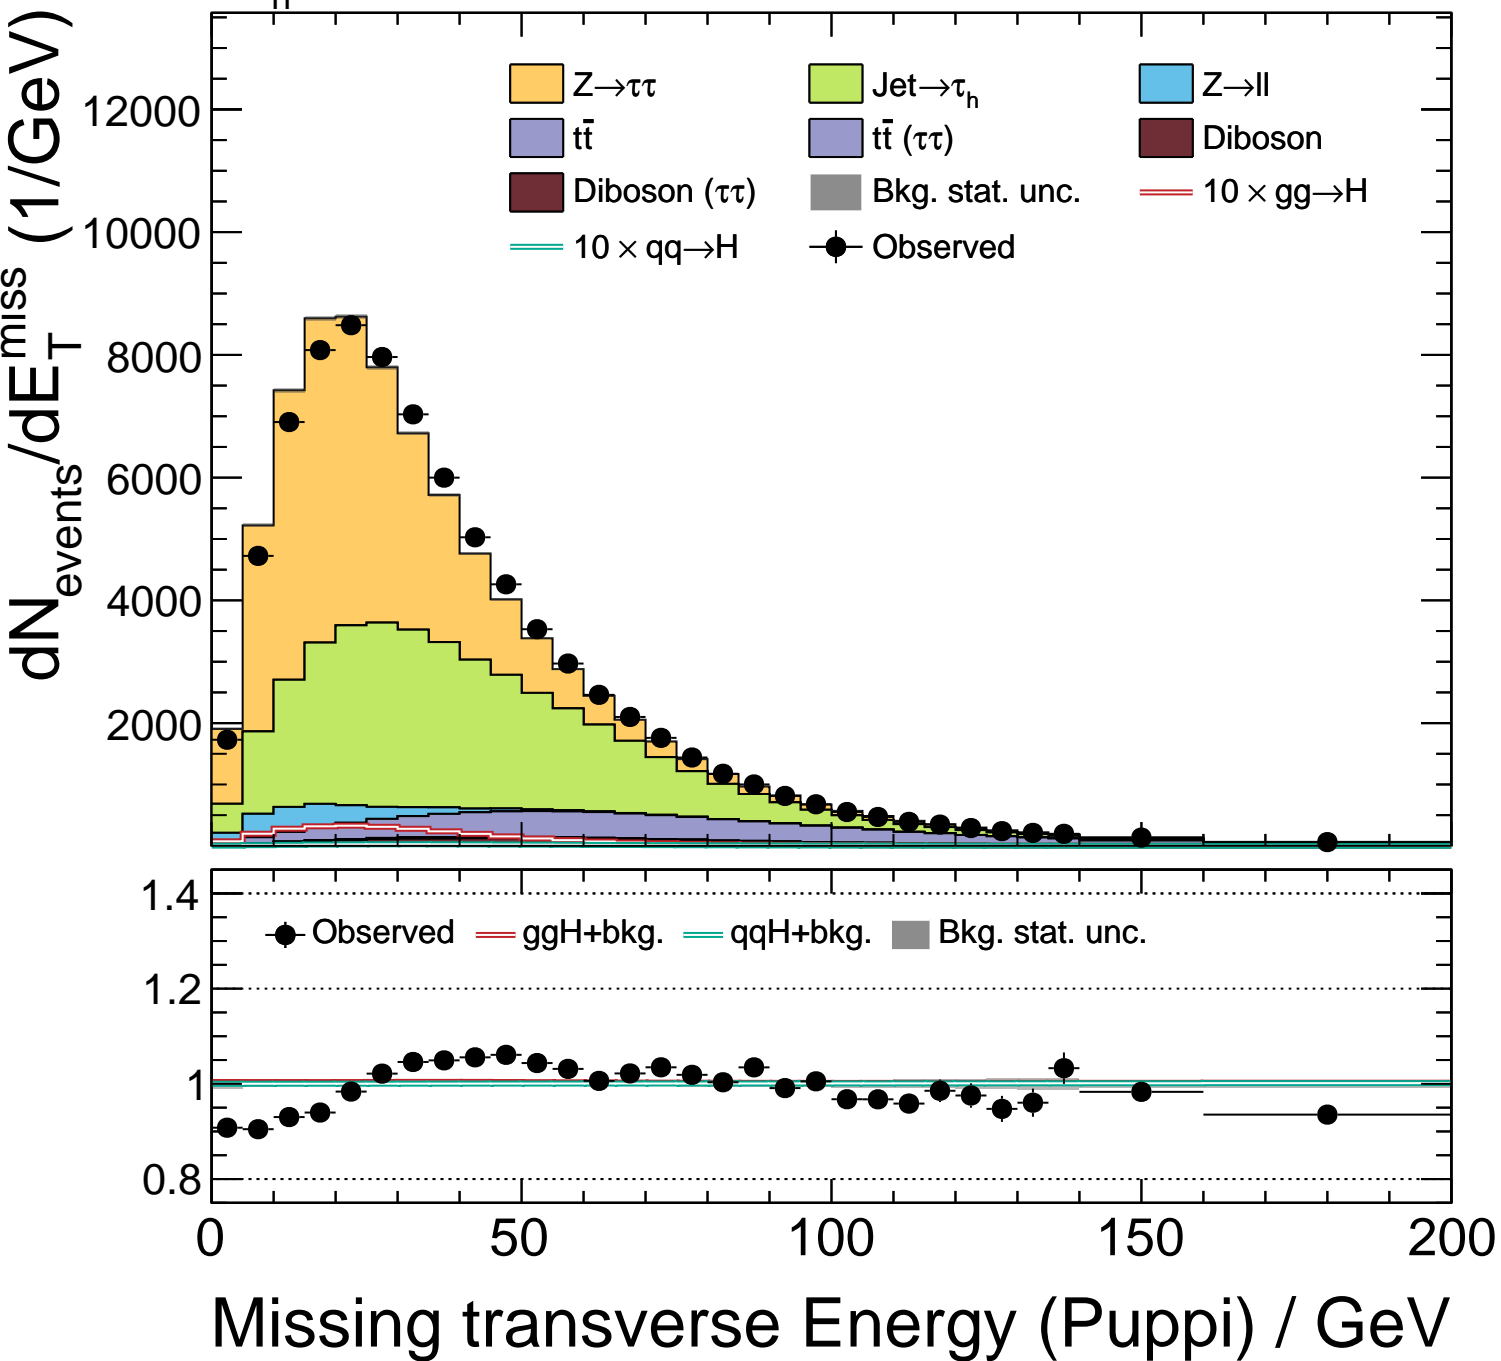 dN_events/dE_T^miss (1/GeV)
12000
10000
8000
6000
4000
2000
Z→ττ Jet→τ_h Z→ll
tt̄ tt̄ (ττ) Diboson
Diboson (ττ) Bkg. stat. unc. 10 × gg→H
10 × qq→H Observed
1.4
1.2
1
0.8
Observed ggH+bkg. qqH+bkg. Bkg. stat. unc.
0 50 100 150 200
Missing transverse Energy (Puppi) / GeV